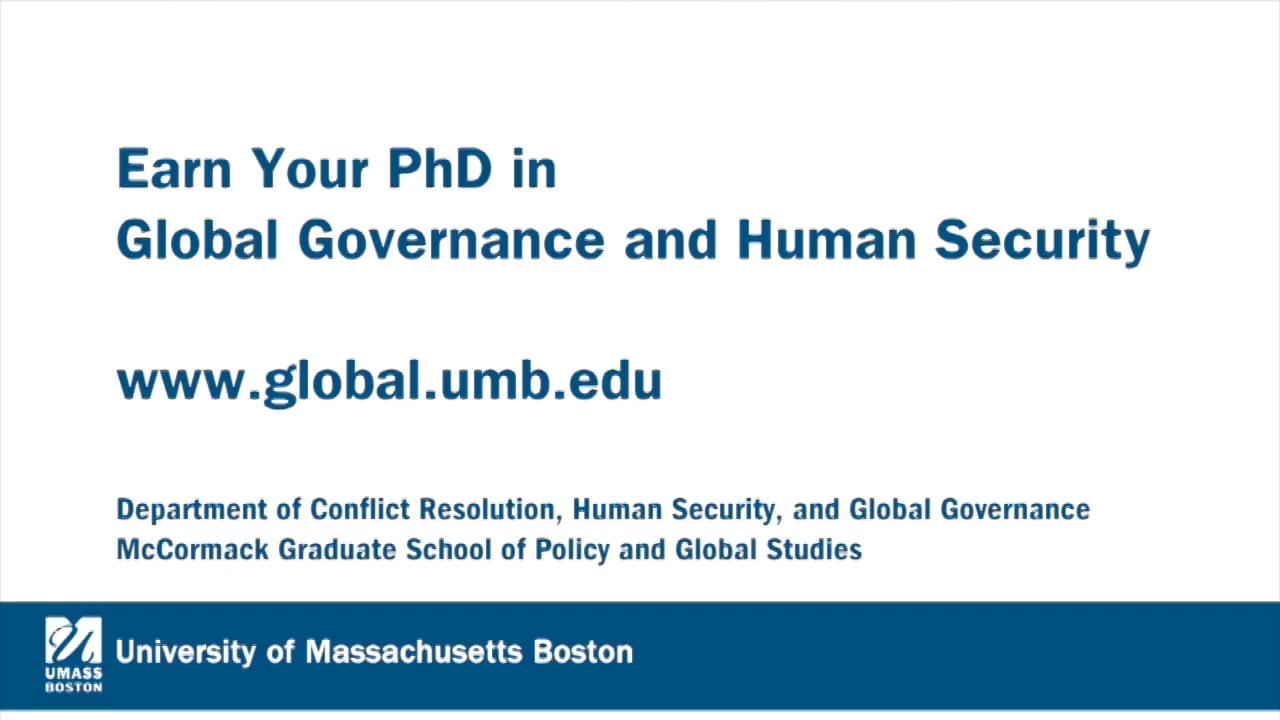 Earn Your PhD in
Global Governance and Human Security
www.global.umb.edu
Department of Conflict Resolution, Human Security, and Global Governance
McCormack Graduate School of Policy and Global Studies
UMASS
BOSTON
University of Massachusetts Boston